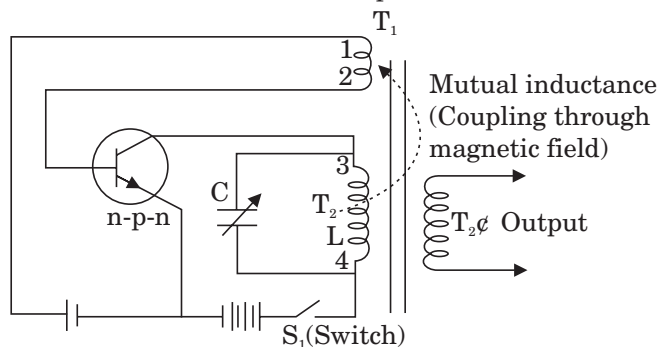 T₁
1
2
Mutual inductance
(Coupling through
magnetic field)
3
C
T₂
T₂¢ Output
n-p-n
L
4
S₁(Switch)